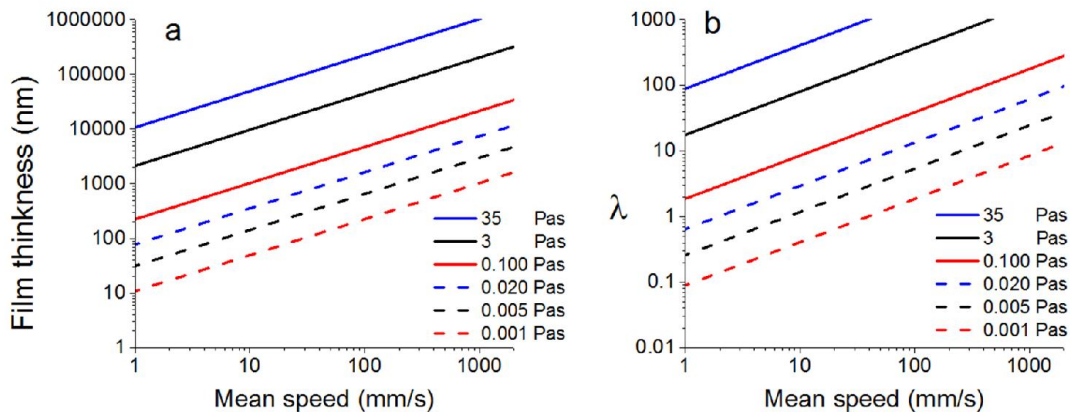 a
Film thinkness (nm)
1000000
100000
10000
1000
100
10
1
1 10 100 1000
Mean speed (mm/s)
35 Pas
3 Pas
0.100 Pas
0.020 Pas
0.005 Pas
0.001 Pas
b
λ
1000
100
10
1
0.1
0.01
1 10 100 1000
Mean speed (mm/s)
35 Pas
3 Pas
0.100 Pas
0.020 Pas
0.005 Pas
0.001 Pas